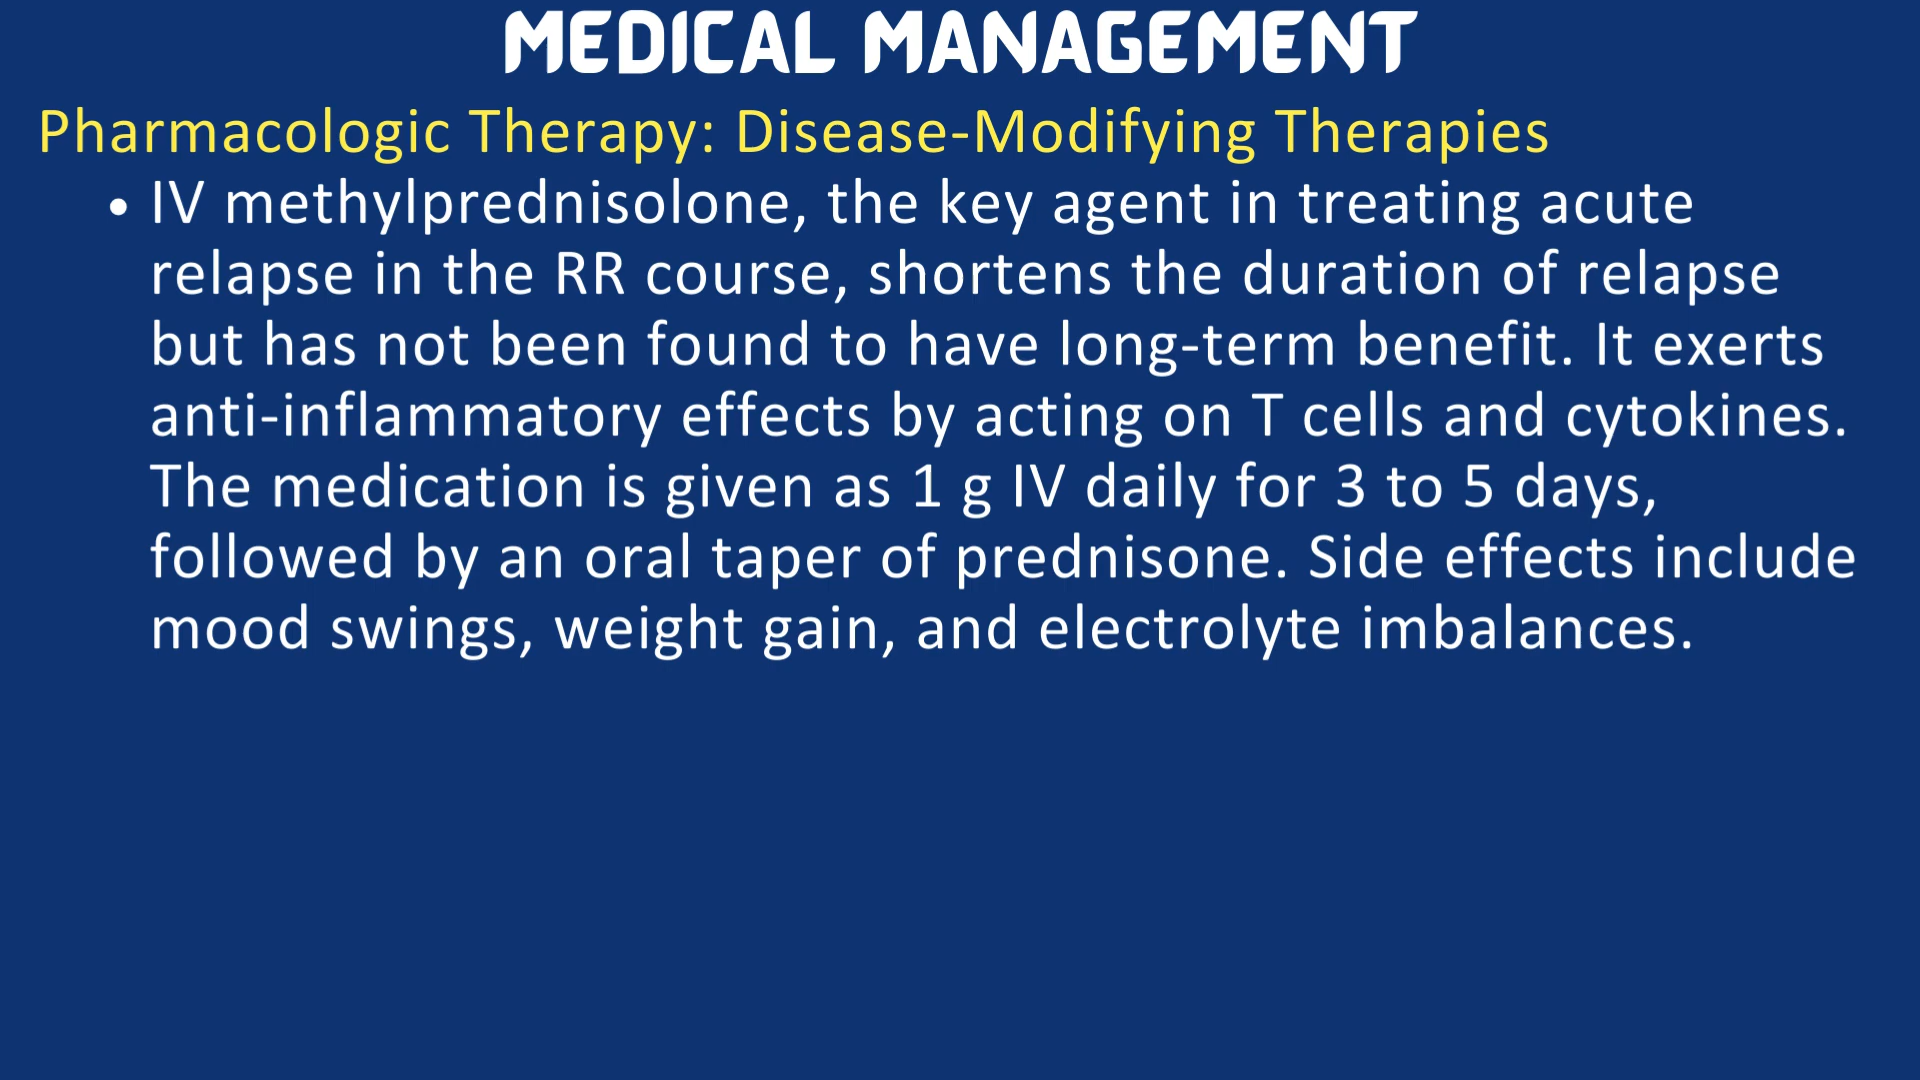 MEDICAL MANAGEMENT
Pharmacologic Therapy: Disease-Modifying Therapies
• IV methylprednisolone, the key agent in treating acute
relapse in the RR course, shortens the duration of relapse
but has not been found to have long-term benefit. It exerts
anti-inflammatory effects by acting on T cells and cytokines.
The medication is given as 1 g IV daily for 3 to 5 days,
followed by an oral taper of prednisone. Side effects include
mood swings, weight gain, and electrolyte imbalances.